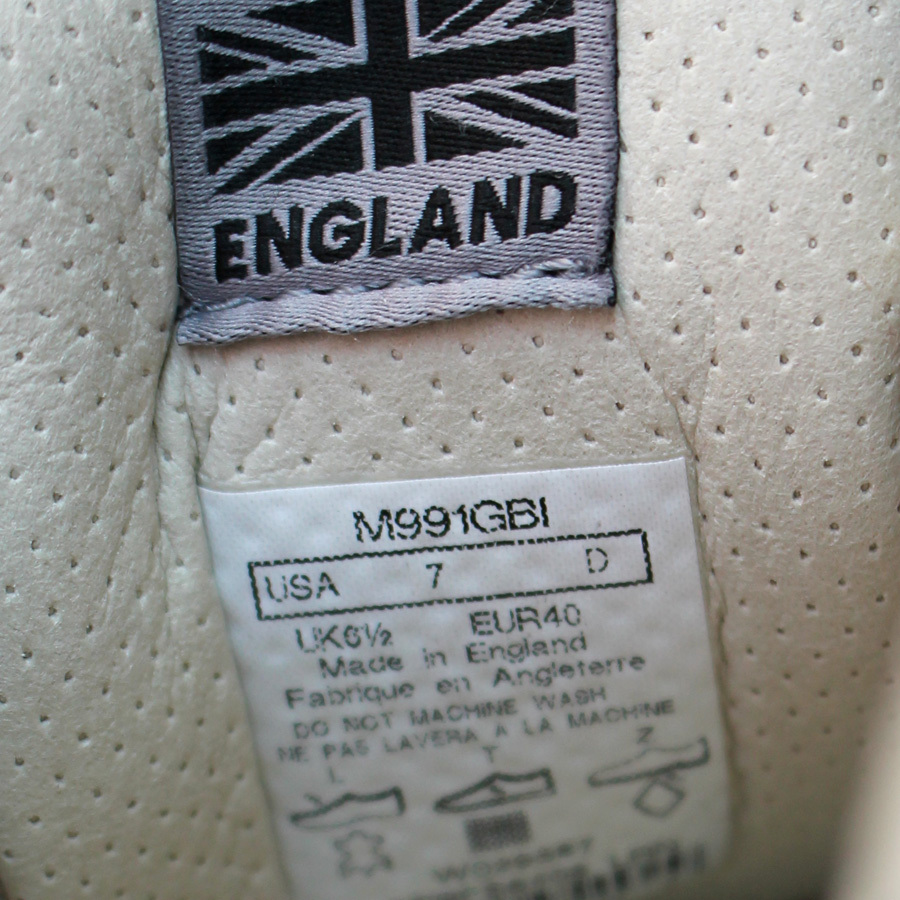 ENGLAND
M991GBI
USA 7 D
UK6½ EUR40
Made in England
Fabrique en Angleterre
DO NOT MACHINE WASH
NE PAS LAVERA A LA MACHINE
L T Z